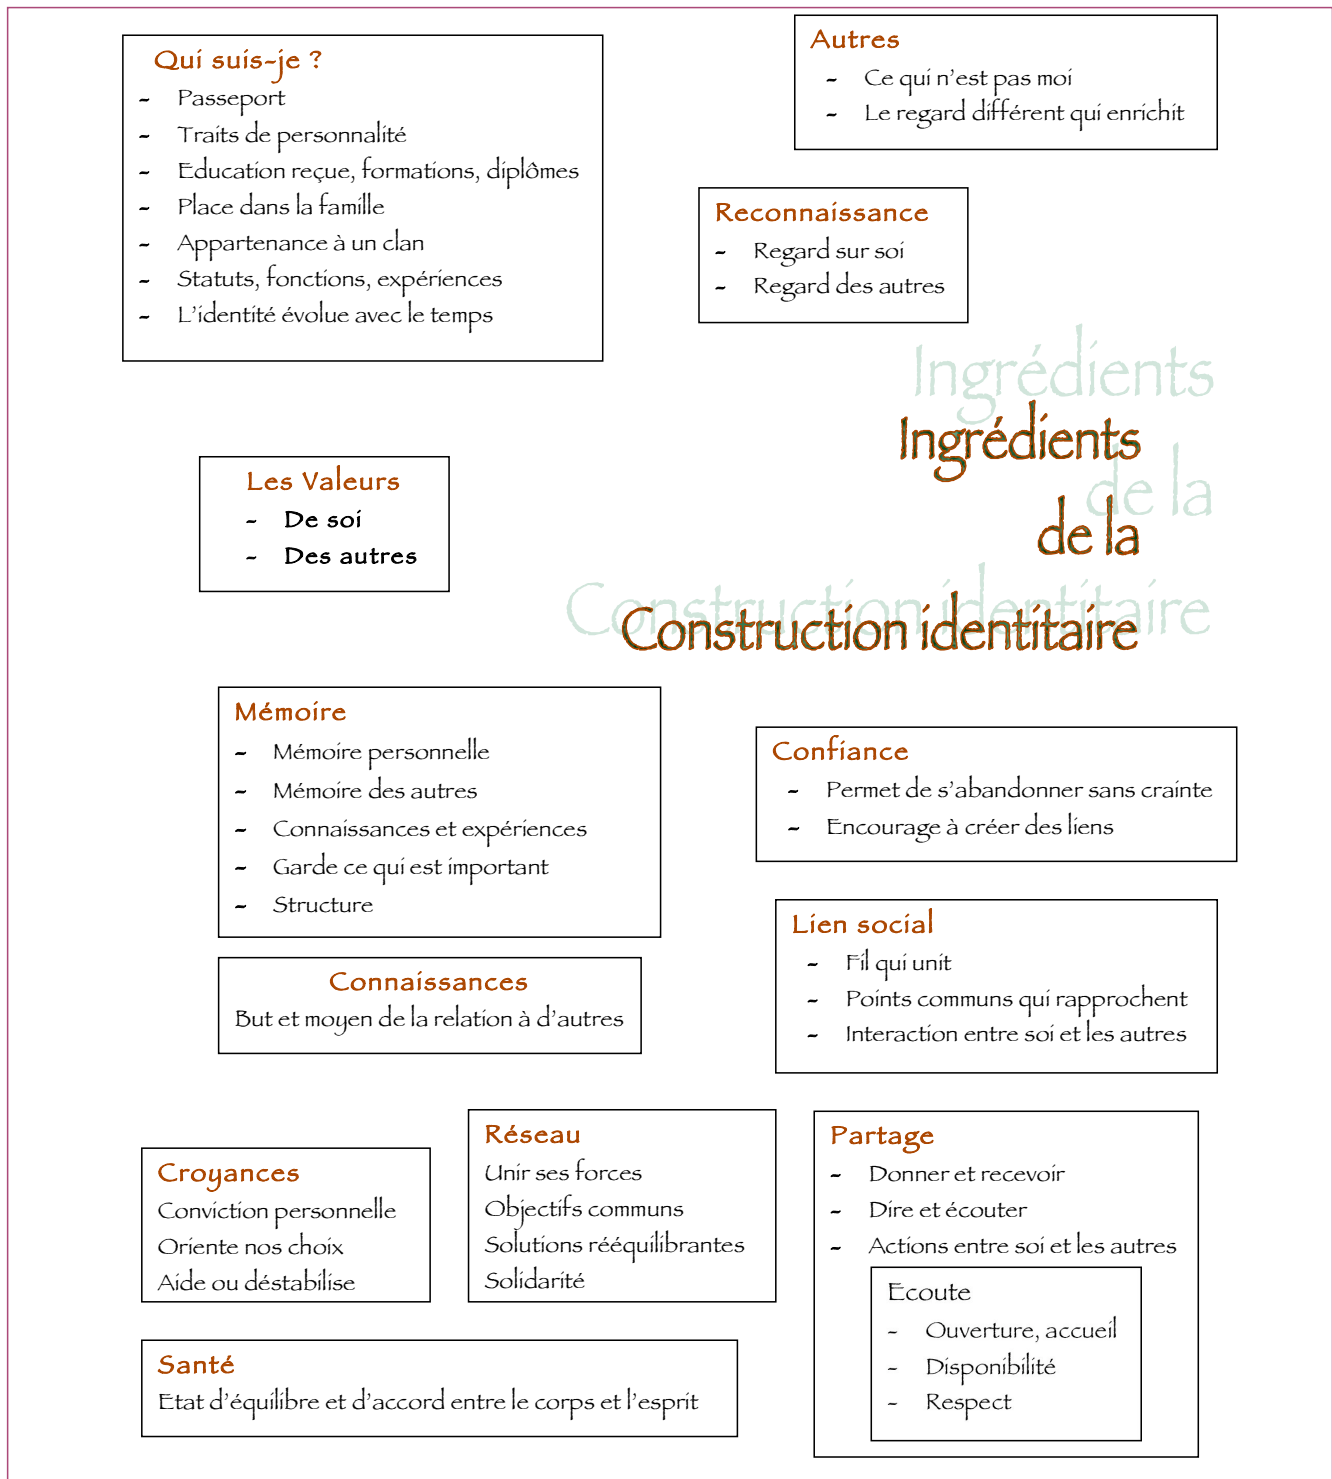 Qui suis-je ?
- Passeport
- Traits de personnalité
- Education reçue, formations, diplômes
- Place dans la famille
- Appartenance à un clan
- Statuts, fonctions, expériences
- L’identité évolue avec le temps
Autres
- Ce qui n’est pas moi
- Le regard différent qui enrichit
Reconnaissance
- Regard sur soi
- Regard des autres
Ingrédients
de la
Construction identitaire
Les Valeurs
- De soi
- Des autres
Mémoire
- Mémoire personnelle
- Mémoire des autres
- Connaissances et expériences
- Garde ce qui est important
- Structure
Confiance
- Permet de s’abandonner sans crainte
- Encourage à créer des liens
Connaissances
But et moyen de la relation à d’autres
Lien social
- Fil qui unit
- Points communs qui rapprochent
- Interaction entre soi et les autres
Croyances
Conviction personnelle
Oriente nos choix
Aide ou déstabilise
Réseau
Unir ses forces
Objectifs communs
Solutions rééquilibrantes
Solidarité
Partage
- Donner et recevoir
- Dire et écouter
- Actions entre soi et les autres
Ecoute
- Ouverture, accueil
- Disponibilité
- Respect
Santé
Etat d’équilibre et d’accord entre le corps et l’esprit